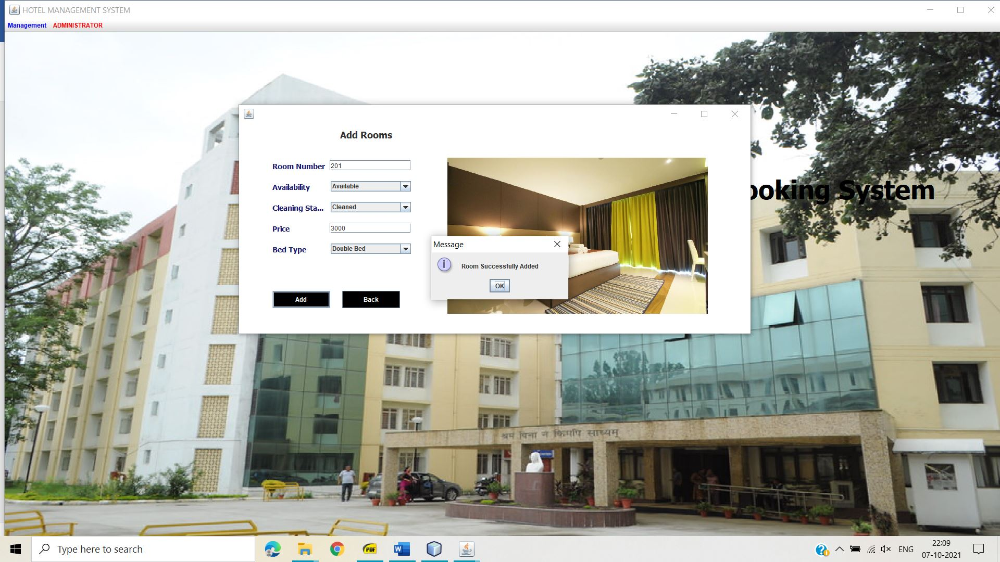 HOTEL MANAGEMENT SYSTEM
Management ADMINISTRATOR
ooking System
Add Rooms
Room Number 201
Availability Available
Cleaning Sta... Cleaned
Price 3000
Bed Type Double Bed
Add Back
Message
Room Successfully Added
OK
श्रमं विना न किमपि साध्यम्
Type here to search
PDF
ENG
22:09
07-10-2021